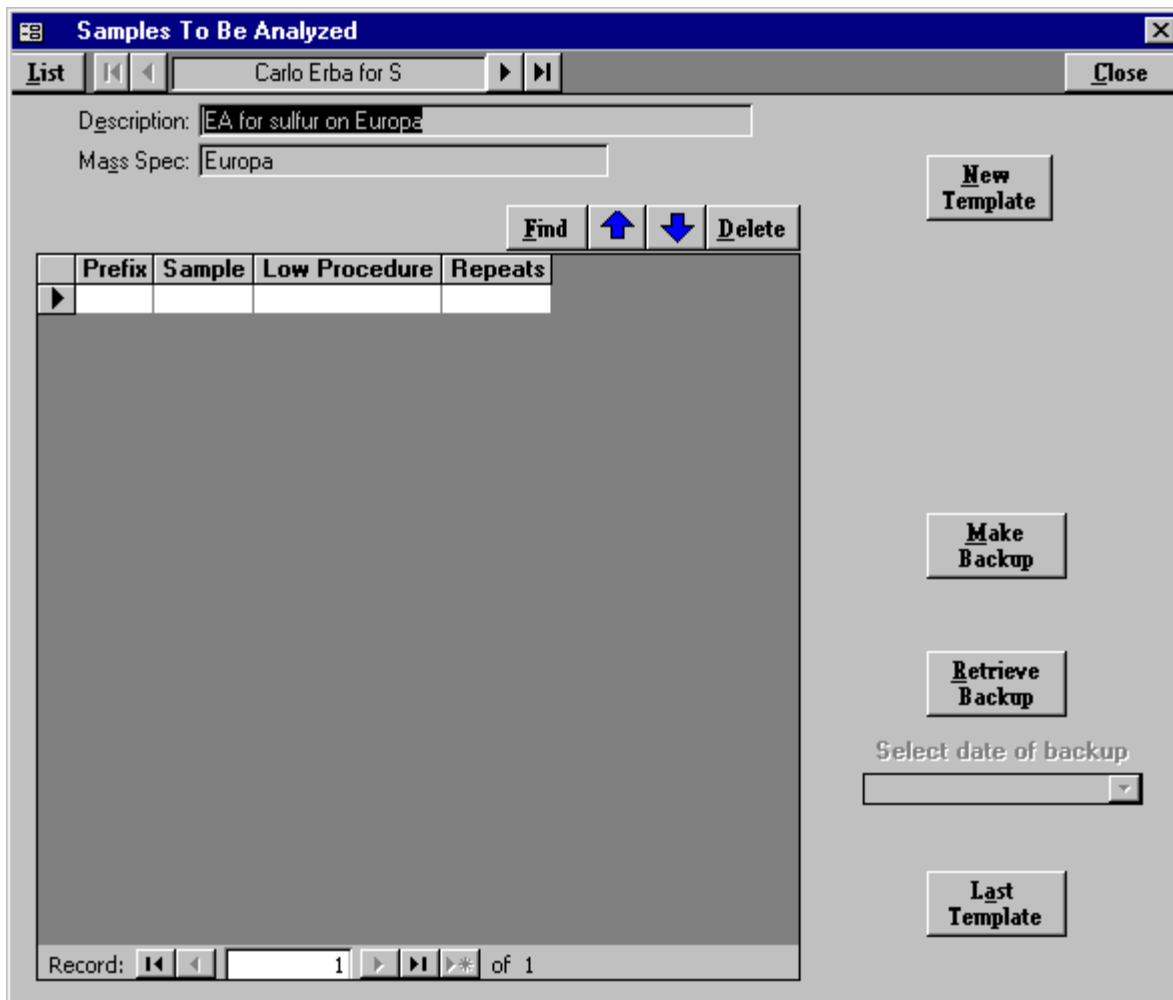 Samples To Be Analyzed
List Carlo Erba for S Close
Description: EA for sulfur on Europa
Mass Spec: Europa
New
Template
Find Delete
Prefix Sample Low Procedure Repeats
Make
Backup
Retrieve
Backup
Select date of backup
Last
Template
Record: 1 of 1